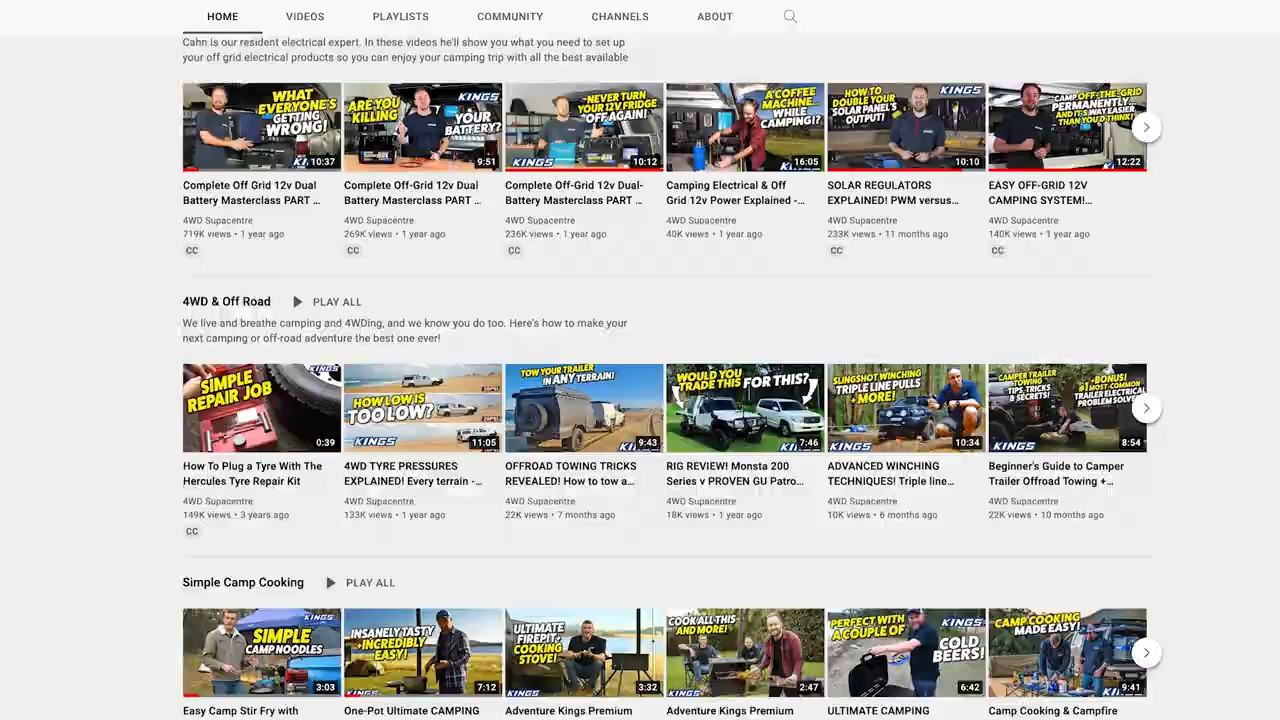 HOME VIDEOS PLAYLISTS COMMUNITY CHANNELS ABOUT
Cahn is our resident electrical expert. In these videos he'll show you what you need to set up
your off grid electrical products so you can enjoy your camping trip with all the best available
WHAT
EVERYONE'S
GETTING
WRONG!
10:37
ARE YOU
KILLING
KINGS
YOUR
BATTERY?
9:51
NEVER TURN
YOUR 12V FRIDGE
OFF AGAIN!
KINGS
10:12
A COFFEE
MACHINE...
WHILE
CAMPING!?
16:05
HOW TO
DOUBLE YOUR
SOLAR PANEL'S
OUTPUT!
KINGS
10:10
CAMP OFF-THE-GRID
PERMANENTLY
AND IT'S WAY EASIER
THAN YOU'D THINK!
12:22
Complete Off Grid 12v Dual
Battery Masterclass PART ...
4WD Supacentre
719K views • 1 year ago
CC
Complete Off-Grid 12v Dual
Battery Masterclass PART ...
4WD Supacentre
269K views • 1 year ago
CC
Complete Off-Grid 12v Dual-
Battery Masterclass PART ...
4WD Supacentre
236K views • 1 year ago
CC
Camping Electrical & Off
Grid 12v Power Explained -...
4WD Supacentre
40K views • 1 year ago
SOLAR REGULATORS
EXPLAINED! PWM versus...
4WD Supacentre
233K views • 11 months ago
CC
EASY OFF-GRID 12V
CAMPING SYSTEM!...
4WD Supacentre
140K views • 1 year ago
CC
4WD & Off Road PLAY ALL
We live and breathe camping and 4WDing, and we know you do too. Here's how to make your
next camping or off-road adventure the best one ever!
SIMPLE
REPAIR JOB
KINGS
0:39
HOW LOW IS
TOO LOW?
KINGS
11:05
TOW YOUR TRAILER
IN ANY TERRAIN!
9:43
WOULD YOU
TRADE THIS FOR THIS?
7:46
SLINGSHOT WINCHING
TRIPLE LINE PULLS
+MORE!
KINGS
10:34
CAMPER TRAILER
TOWING
TIPS, TRICKS
& SECRETS!
+BONUS!
#1 MOST-COMMON
TRAILER ELECTRICAL
PROBLEM SOLVED
8:54
How To Plug a Tyre With The
Hercules Tyre Repair Kit
4WD Supacentre
149K views • 3 years ago
CC
4WD TYRE PRESSURES
EXPLAINED! Every terrain -...
4WD Supacentre
133K views • 1 year ago
OFFROAD TOWING TRICKS
REVEALED! How to tow a...
4WD Supacentre
22K views • 7 months ago
RIG REVIEW! Monsta 200
Series v PROVEN GU Patro...
4WD Supacentre
18K views • 1 year ago
ADVANCED WINCHING
TECHNIQUES! Triple line...
4WD Supacentre
10K views • 6 months ago
Beginner's Guide to Camper
Trailer Offroad Towing +...
4WD Supacentre
22K views • 10 months ago
Simple Camp Cooking PLAY ALL
KINGS
SIMPLE
CAMP NOODLES
3:03
INSANELY TASTY
+INCREDIBLY
EASY!
KINGS
7:12
ULTIMATE
FIREPIT+
COOKING
STOVE!
KINGS
3:32
COOK ALL THIS
AND MORE!
2:47
PERFECT WITH
A COUPLE OF
KINGS
COLD
BEERS!
6:42
CAMP COOKING
MADE EASY!
9:41
Easy Camp Stir Fry with
One-Pot Ultimate CAMPING
Adventure Kings Premium
Adventure Kings Premium
ULTIMATE CAMPING
Camp Cooking & Campfire